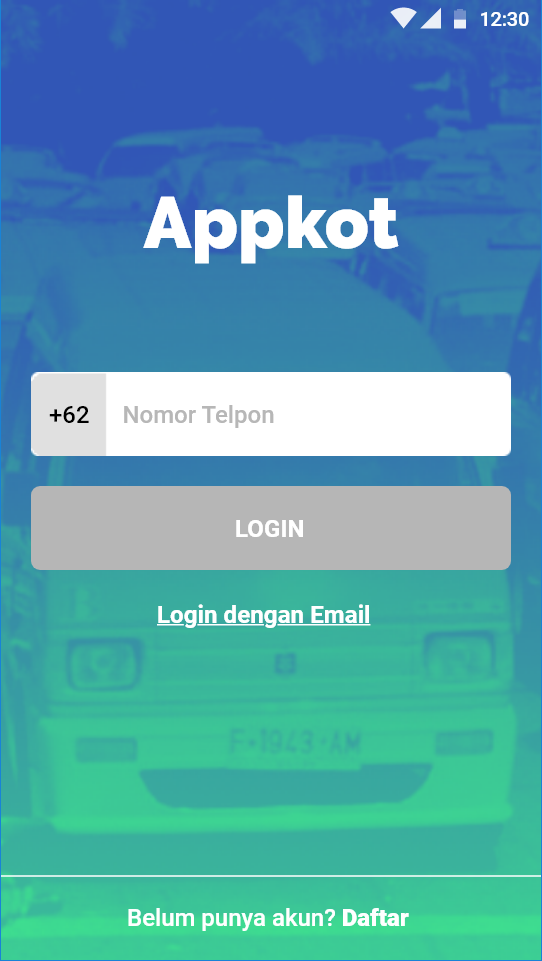 12:30
Appkot
+62 Nomor Telpon
LOGIN
Login dengan Email
F-1943-AM
Belum punya akun? Daftar